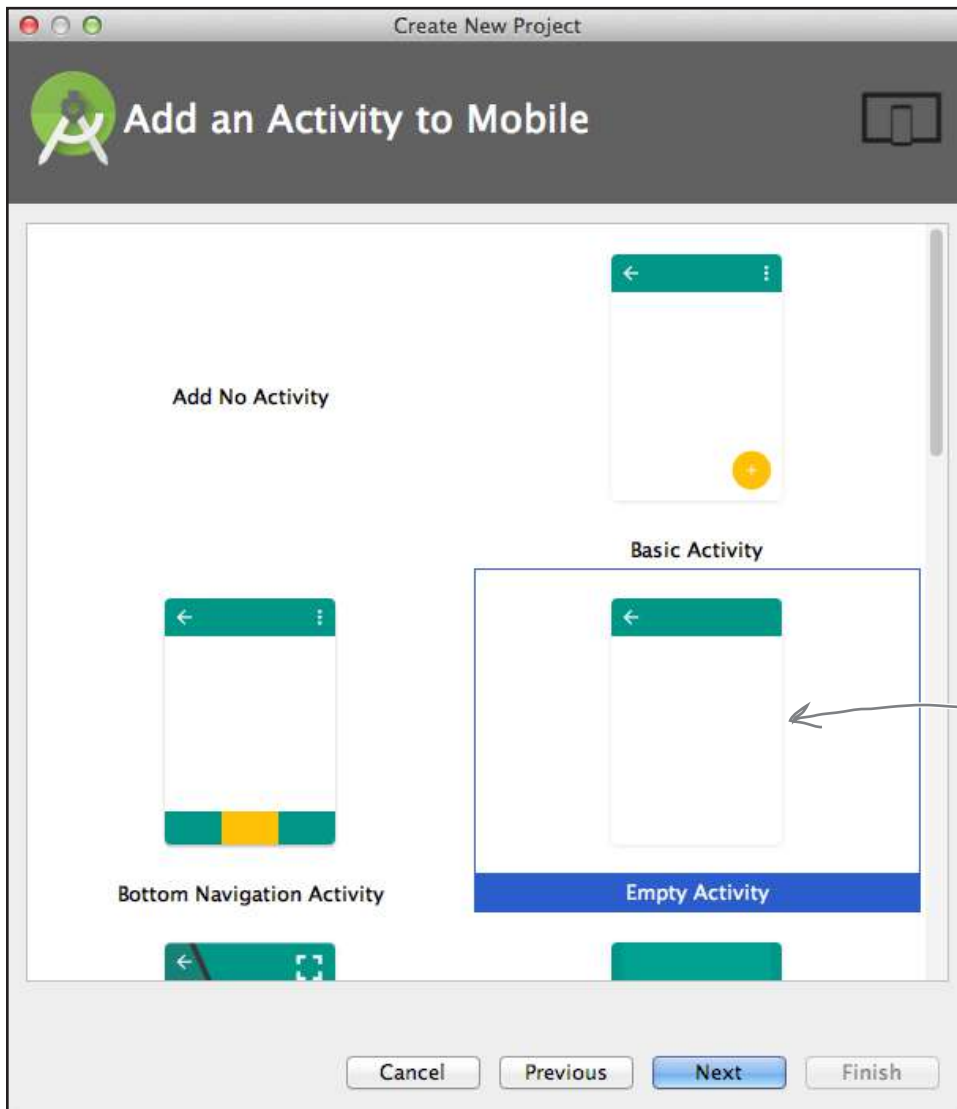 Create New Project
Add an Activity to Mobile
Add No Activity
Basic Activity
Bottom Navigation Activity
Empty Activity
Cancel
Previous
Next
Finish